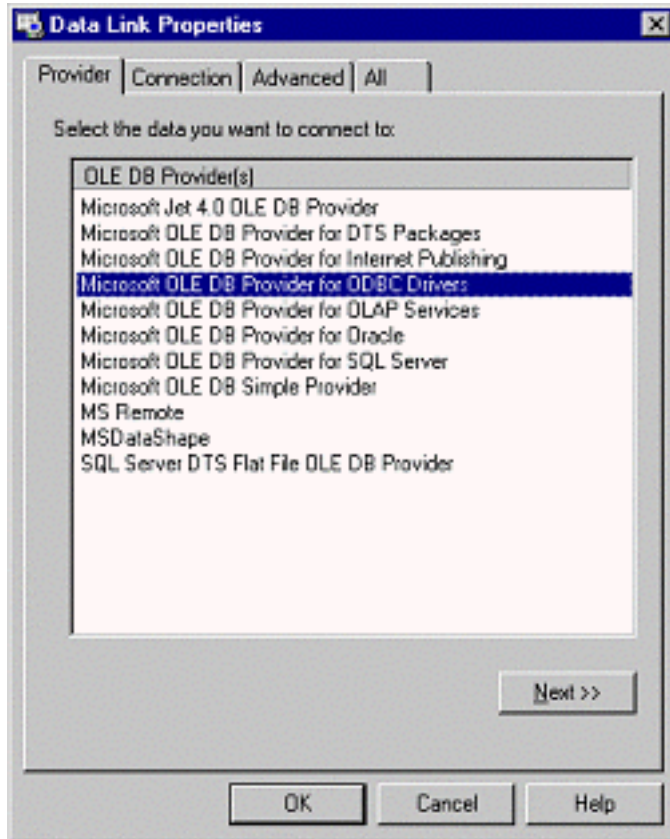 Data Link Properties
Provider Connection Advanced All
Select the data you want to connect to:
OLE DB Provider(s)
Microsoft Jet 4.0 OLE DB Provider
Microsoft OLE DB Provider for DTS Packages
Microsoft OLE DB Provider for Internet Publishing
Microsoft OLE DB Provider for ODBC Drivers
Microsoft OLE DB Provider for OLAP Services
Microsoft OLE DB Provider for Oracle
Microsoft OLE DB Provider for SQL Server
Microsoft OLE DB Simple Provider
MS Remote
MSDataShape
SQL Server DTS Flat File OLE DB Provider
Next >>
OK Cancel Help